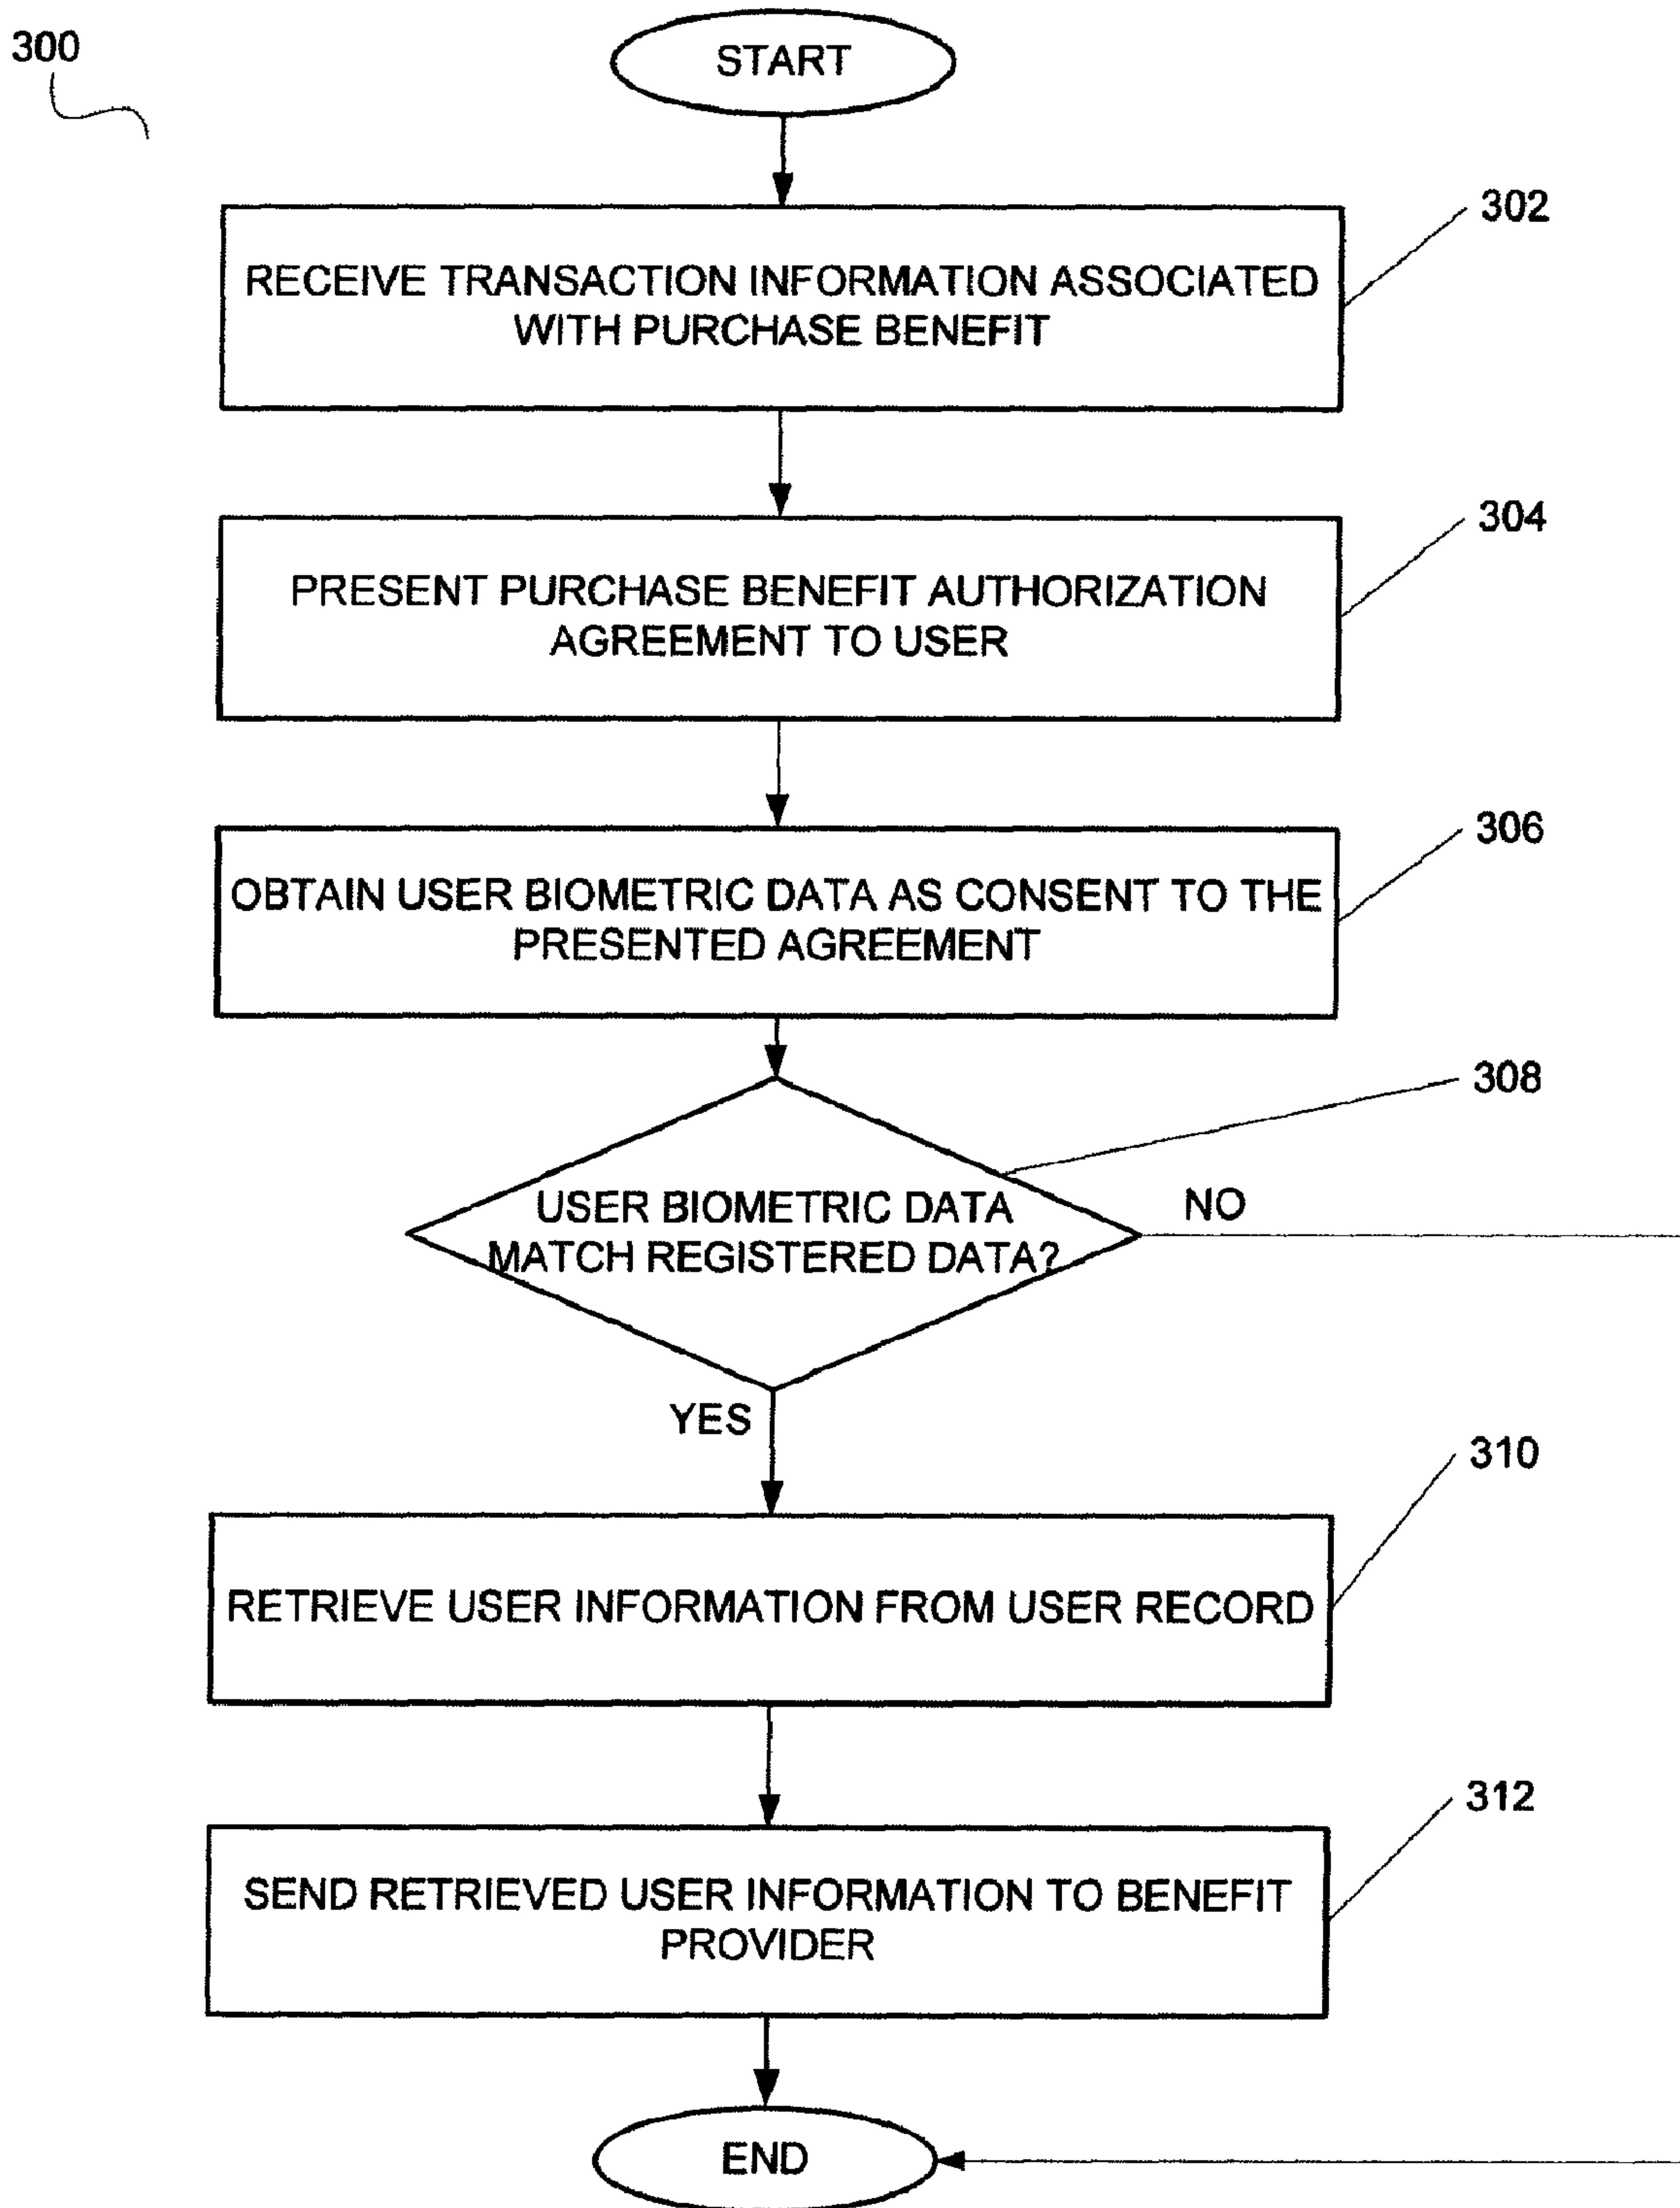 300
START
302
RECEIVE TRANSACTION INFORMATION ASSOCIATED
WITH PURCHASE BENEFIT
304
PRESENT PURCHASE BENEFIT AUTHORIZATION
AGREEMENT TO USER
306
OBTAIN USER BIOMETRIC DATA AS CONSENT TO THE
PRESENTED AGREEMENT
308
USER BIOMETRIC DATA
MATCH REGISTERED DATA?
NO
YES
310
RETRIEVE USER INFORMATION FROM USER RECORD
312
SEND RETRIEVED USER INFORMATION TO BENEFIT
PROVIDER
END